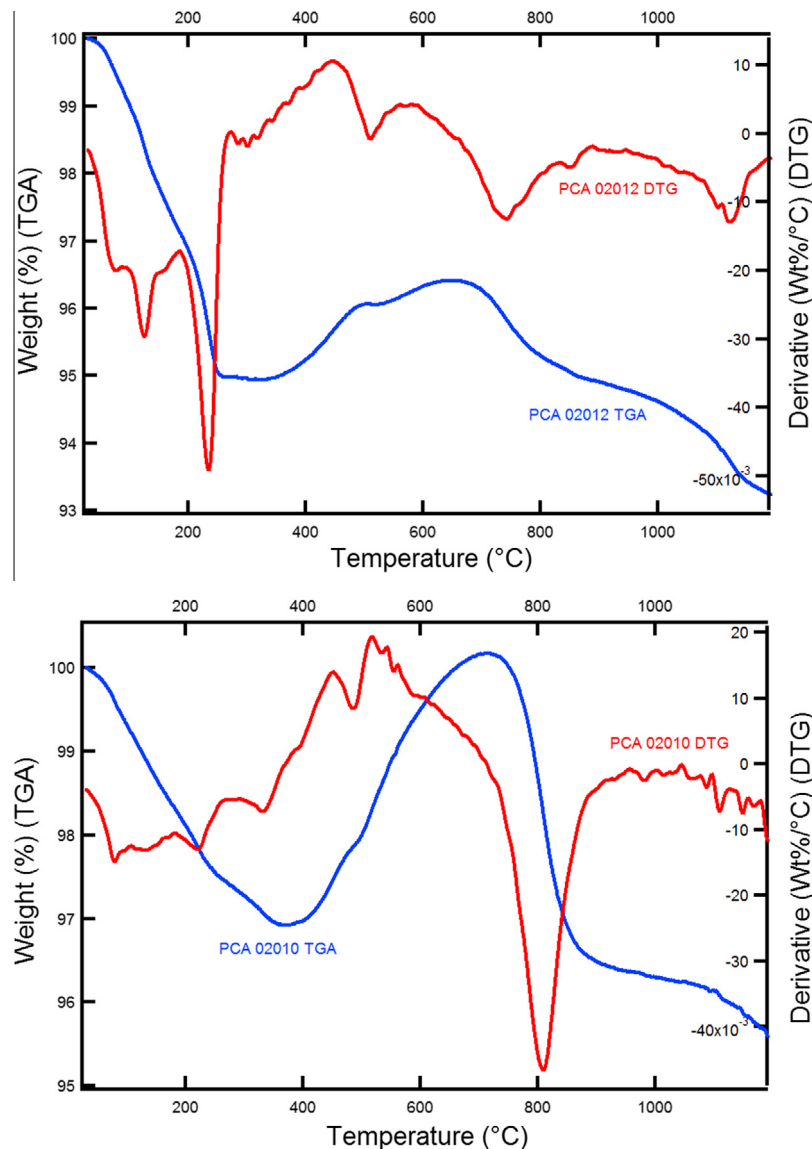 200 400 600 800 1000
100
99
98
97
96
95
94
93
Weight (%) (TGA)
10
0
-10
-20
-30
-40
-50x10-3
Derivative (Wt%/°C) (DTG)
PCA 02012 DTG
PCA 02012 TGA
200 400 600 800 1000
Temperature (°C)
200 400 600 800 1000
100
99
98
97
96
95
Weight (%) (TGA)
20
10
0
-10
-20
-30
-40x10-3
Derivative (Wt%/°C) (DTG)
PCA 02010 DTG
PCA 02010 TGA
200 400 600 800 1000
Temperature (°C)